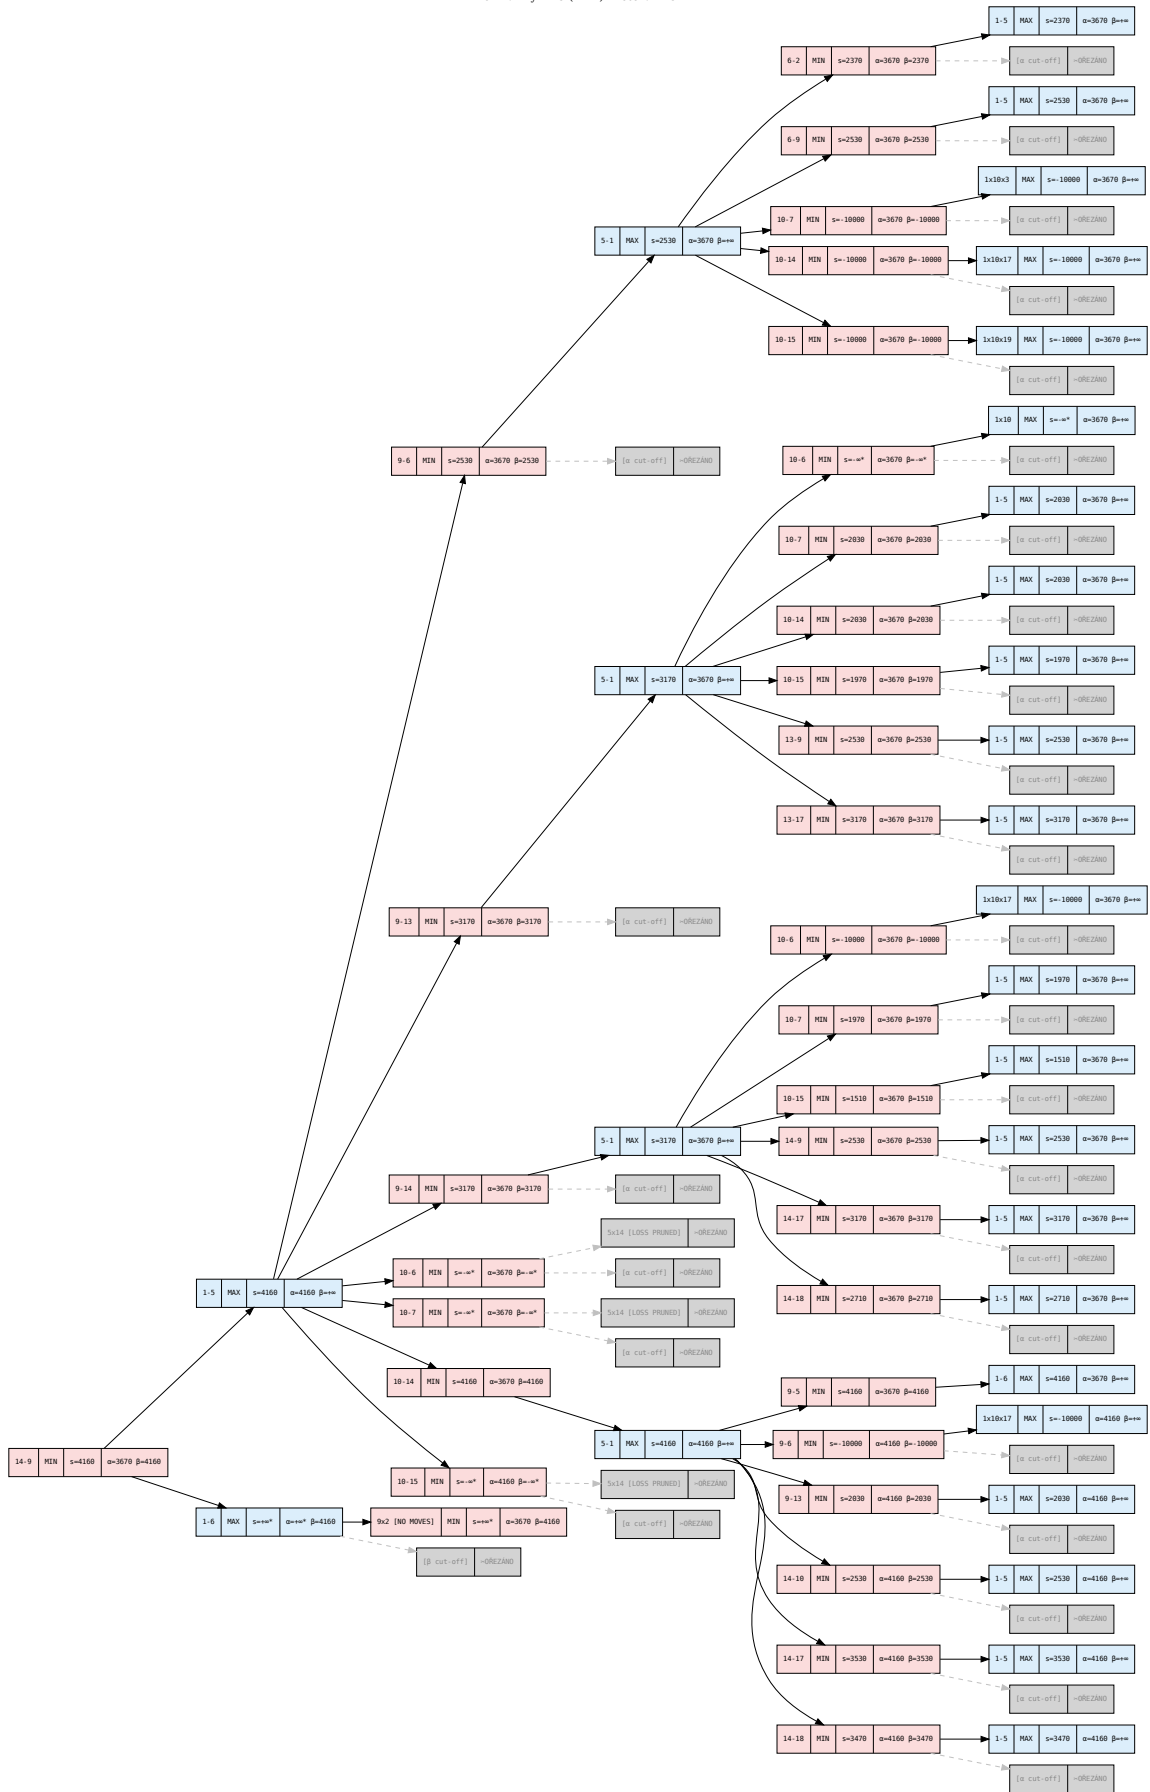 1-5 MAX s=2370 α=3670 β=+∞
6-2 MIN s=2370 α=3670 β=2370
[α cut-off] ~OŘEZÁNO
1-5 MAX s=2530 α=3670 β=+∞
6-9 MIN s=2530 α=3670 β=2530
[α cut-off] ~OŘEZÁNO
1x10x3 MAX s=-10000 α=3670 β=+∞
10-7 MIN s=-10000 α=3670 β=-10000
[α cut-off] ~OŘEZÁNO
5-1 MAX s=2530 α=3670 β=+∞
10-14 MIN s=-10000 α=3670 β=-10000
1x10x17 MAX s=-10000 α=3670 β=+∞
[α cut-off] ~OŘEZÁNO
10-15 MIN s=-10000 α=3670 β=-10000
1x10x19 MAX s=-10000 α=3670 β=+∞
[α cut-off] ~OŘEZÁNO
1x10 MAX s=-∞* α=3670 β=+∞
9-6 MIN s=2530 α=3670 β=2530
[α cut-off] ~OŘEZÁNO
10-6 MIN s=-∞* α=3670 β=-∞*
[α cut-off] ~OŘEZÁNO
1-5 MAX s=2030 α=3670 β=+∞
10-7 MIN s=2030 α=3670 β=2030
[α cut-off] ~OŘEZÁNO
1-5 MAX s=2030 α=3670 β=+∞
10-14 MIN s=2030 α=3670 β=2030
[α cut-off] ~OŘEZÁNO
1-5 MAX s=1970 α=3670 β=+∞
5-1 MAX s=3170 α=3670 β=+∞
10-15 MIN s=1970 α=3670 β=1970
[α cut-off] ~OŘEZÁNO
13-9 MIN s=2530 α=3670 β=2530
1-5 MAX s=2530 α=3670 β=+∞
[α cut-off] ~OŘEZÁNO
13-17 MIN s=3170 α=3670 β=3170
1-5 MAX s=3170 α=3670 β=+∞
[α cut-off] ~OŘEZÁNO
1x10x17 MAX s=-10000 α=3670 β=+∞
9-13 MIN s=3170 α=3670 β=3170
[α cut-off] ~OŘEZÁNO
10-6 MIN s=-10000 α=3670 β=-10000
[α cut-off] ~OŘEZÁNO
1-5 MAX s=1970 α=3670 β=+∞
10-7 MIN s=1970 α=3670 β=1970
[α cut-off] ~OŘEZÁNO
1-5 MAX s=1510 α=3670 β=+∞
10-15 MIN s=1510 α=3670 β=1510
[α cut-off] ~OŘEZÁNO
5-1 MAX s=3170 α=3670 β=+∞
14-9 MIN s=2530 α=3670 β=2530
1-5 MAX s=2530 α=3670 β=+∞
[α cut-off] ~OŘEZÁNO
9-14 MIN s=3170 α=3670 β=3170
[α cut-off] ~OŘEZÁNO
14-17 MIN s=3170 α=3670 β=3170
1-5 MAX s=3170 α=3670 β=+∞
5x14 [LOSS PRUNED] ~OŘEZÁNO
[α cut-off] ~OŘEZÁNO
10-6 MIN s=-∞* α=3670 β=-∞*
[α cut-off] ~OŘEZÁNO
1-5 MAX s=4160 α=4160 β=+∞
14-18 MIN s=2710 α=3670 β=2710
1-5 MAX s=2710 α=3670 β=+∞
10-7 MIN s=-∞* α=3670 β=-∞*
5x14 [LOSS PRUNED] ~OŘEZÁNO
[α cut-off] ~OŘEZÁNO
[α cut-off] ~OŘEZÁNO
10-14 MIN s=4160 α=3670 β=4160
9-5 MIN s=4160 α=3670 β=4160
1-6 MAX s=4160 α=3670 β=+∞
1x10x17 MAX s=-10000 α=4160 β=+∞
5-1 MAX s=4160 α=4160 β=+∞
9-6 MIN s=-10000 α=4160 β=-10000
[α cut-off] ~OŘEZÁNO
14-9 MIN s=4160 α=3670 β=4160
10-15 MIN s=-∞* α=4160 β=-∞*
5x14 [LOSS PRUNED] ~OŘEZÁNO
9-13 MIN s=2030 α=4160 β=2030
1-5 MAX s=2030 α=4160 β=+∞
1-6 MAX s=+∞* α=+∞* β=4160
9x2 [NO MOVES] MIN s=+∞* α=3670 β=4160
[α cut-off] ~OŘEZÁNO
[α cut-off] ~OŘEZÁNO
[β cut-off] ~OŘEZÁNO
14-10 MIN s=2530 α=4160 β=2530
1-5 MAX s=2530 α=4160 β=+∞
[α cut-off] ~OŘEZÁNO
14-17 MIN s=3530 α=4160 β=3530
1-5 MAX s=3530 α=4160 β=+∞
[α cut-off] ~OŘEZÁNO
14-18 MIN s=3470 α=4160 β=3470
1-5 MAX s=3470 α=4160 β=+∞
[α cut-off] ~OŘEZÁNO